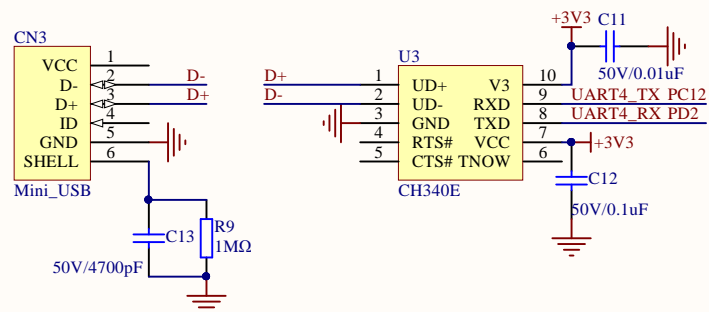 CN3
VCC 1
D- 2
D+ 3
ID 4
GND 5
SHELL 6
Mini_USB
D-
D+
C13
50V/4700pF
R9
1MΩ
D+
D-
U3
1 UD+ V3 10
2 UD- RXD 9
3 GND TXD 8
4 RTS# VCC 7
5 CTS# TNOW 6
CH340E
+3V3
C11
50V/0.01uF
UART4_TX PC12
UART4_RX PD2
+3V3
C12
50V/0.1uF